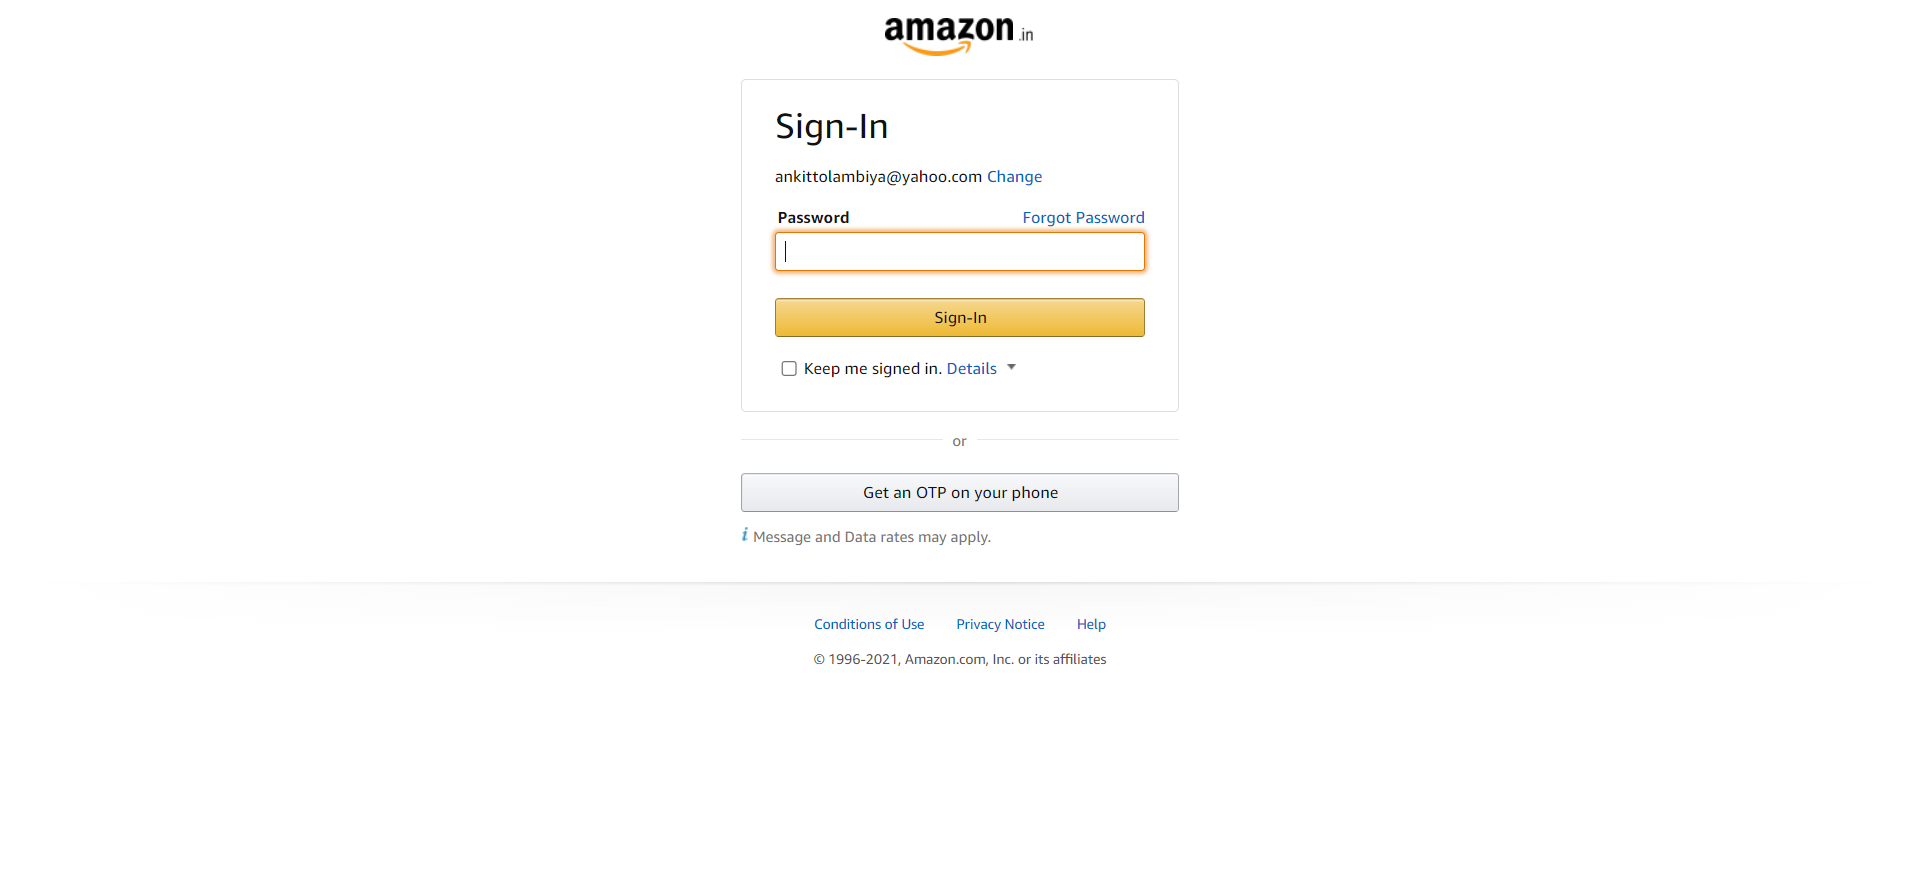 amazon.in
Sign-In
ankittolambiya@yahoo.com Change
Password Forgot Password
Sign-In
Keep me signed in. Details
or
Get an OTP on your phone
i Message and Data rates may apply.
Conditions of Use Privacy Notice Help
© 1996-2021, Amazon.com, Inc. or its affiliates